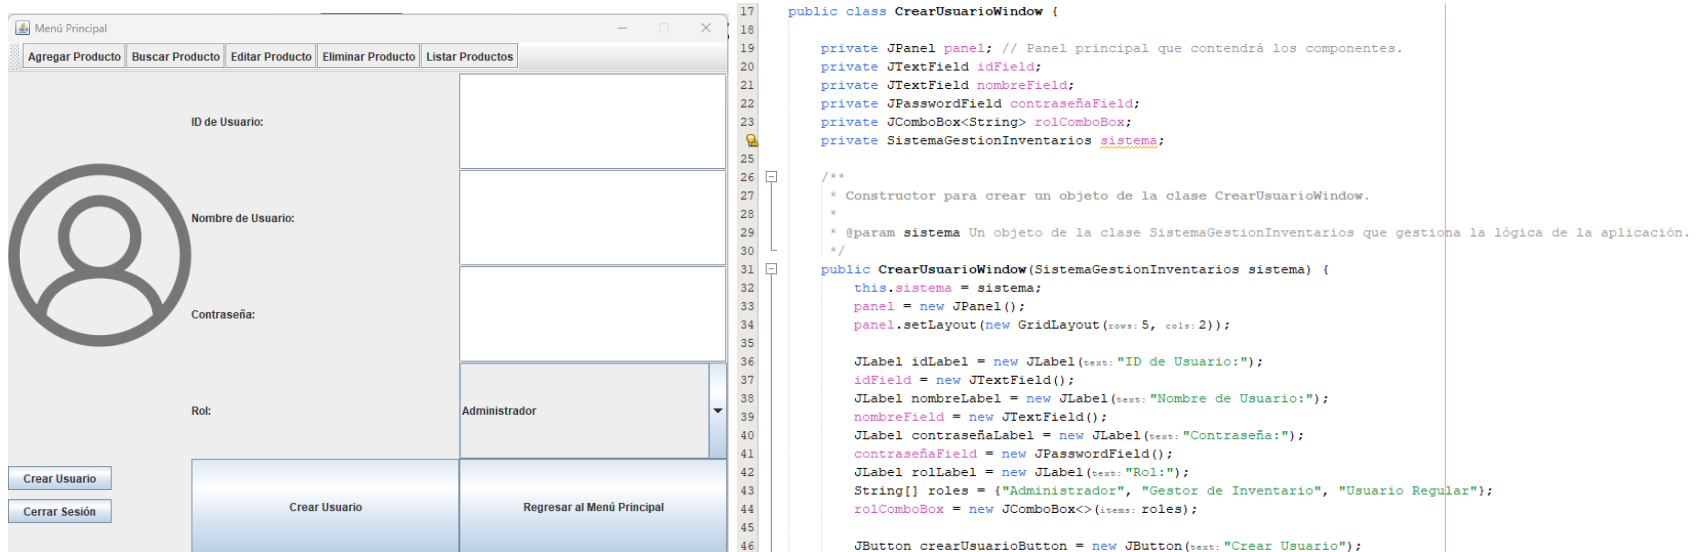 Menú Principal
Agregar Producto Buscar Producto Editar Producto Eliminar Producto Listar Productos
ID de Usuario:
Nombre de Usuario:
Contraseña:
Rol:
Administrador
Crear Usuario
Cerrar Sesión
Crear Usuario
Regresar al Menú Principal
17 public class CrearUsuarioWindow {
18
19 private JPanel panel; // Panel principal que contendrá los componentes.
20 private JTextField idField;
21 private JTextField nombreField;
22 private JPasswordField contraseñaField;
23 private JComboBox<String> rolComboBox;
private SistemaGestionInventarios sistema;
25
26 /**
27 * Constructor para crear un objeto de la clase CrearUsuarioWindow.
28 *
29 * @param sistema Un objeto de la clase SistemaGestionInventarios que gestiona la lógica de la aplicación.
30 */
31 public CrearUsuarioWindow(SistemaGestionInventarios sistema) {
32 this.sistema = sistema;
33 panel = new JPanel();
34 panel.setLayout(new GridLayout(rows: 5, cols: 2));
35
36 JLabel idLabel = new JLabel(text: "ID de Usuario:");
37 idField = new JTextField();
38 JLabel nombreLabel = new JLabel(text: "Nombre de Usuario:");
39 nombreField = new JTextField();
40 JLabel contraseñaLabel = new JLabel(text: "Contraseña:");
41 contraseñaField = new JPasswordField();
42 JLabel rolLabel = new JLabel(text: "Rol:");
43 String[] roles = {"Administrador", "Gestor de Inventario", "Usuario Regular"};
44 rolComboBox = new JComboBox<>(items: roles);
45
46 JButton crearUsuarioButton = new JButton(text: "Crear Usuario");